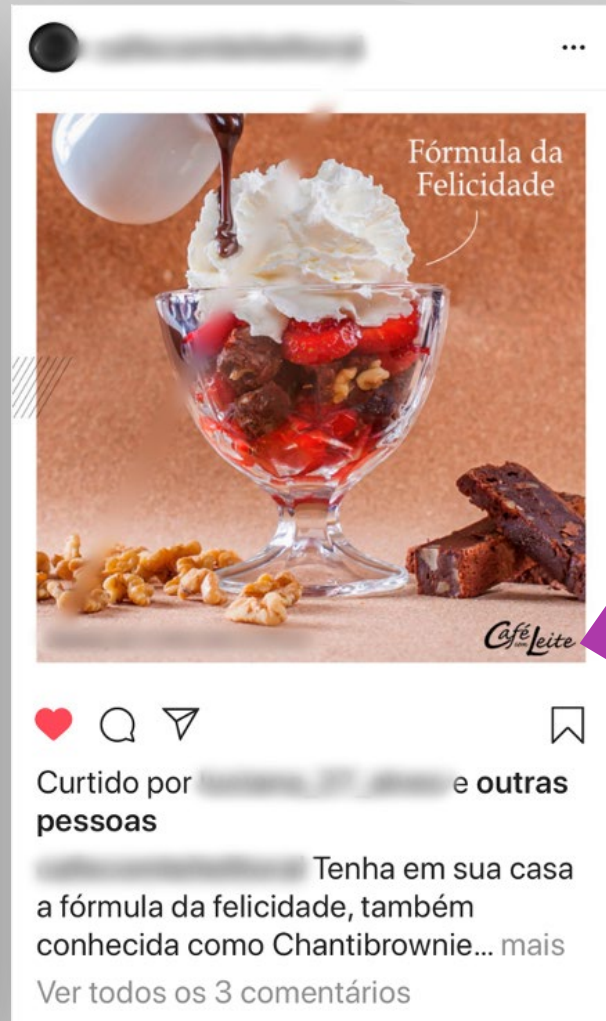 Fórmula da
Felicidade
Café com Leite
Curtido por e outras
pessoas
Tenha em sua casa
a fórmula da felicidade, também
conhecida como Chantibrownie... mais
Ver todos os 3 comentários